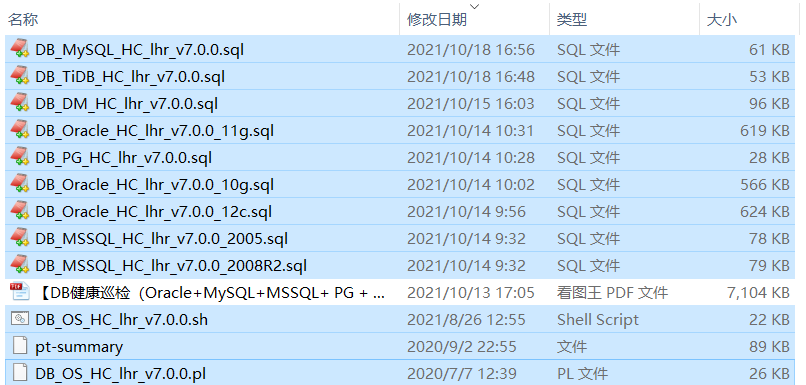 名称 修改日期 类型 大小
DB_MySQL_HC_lhr_v7.0.0.sql 2021/10/18 16:56 SQL 文件 61 KB
DB_TiDB_HC_lhr_v7.0.0.sql 2021/10/18 16:48 SQL 文件 53 KB
DB_DM_HC_lhr_v7.0.0.sql 2021/10/15 16:03 SQL 文件 96 KB
DB_Oracle_HC_lhr_v7.0.0_11g.sql 2021/10/14 10:31 SQL 文件 619 KB
DB_PG_HC_lhr_v7.0.0.sql 2021/10/14 10:28 SQL 文件 28 KB
DB_Oracle_HC_lhr_v7.0.0_10g.sql 2021/10/14 10:02 SQL 文件 566 KB
DB_Oracle_HC_lhr_v7.0.0_12c.sql 2021/10/14 9:56 SQL 文件 624 KB
DB_MSSQL_HC_lhr_v7.0.0_2005.sql 2021/10/14 9:32 SQL 文件 78 KB
DB_MSSQL_HC_lhr_v7.0.0_2008R2.sql 2021/10/14 9:32 SQL 文件 79 KB
【DB健康巡检（Oracle+MySQL+MSSQL+ PG + ... 2021/10/13 17:05 看图王 PDF 文件 7,104 KB
DB_OS_HC_lhr_v7.0.0.sh 2021/8/26 12:55 Shell Script 22 KB
pt-summary 2020/9/2 22:55 文件 89 KB
DB_OS_HC_lhr_v7.0.0.pl 2020/7/7 12:39 PL 文件 26 KB